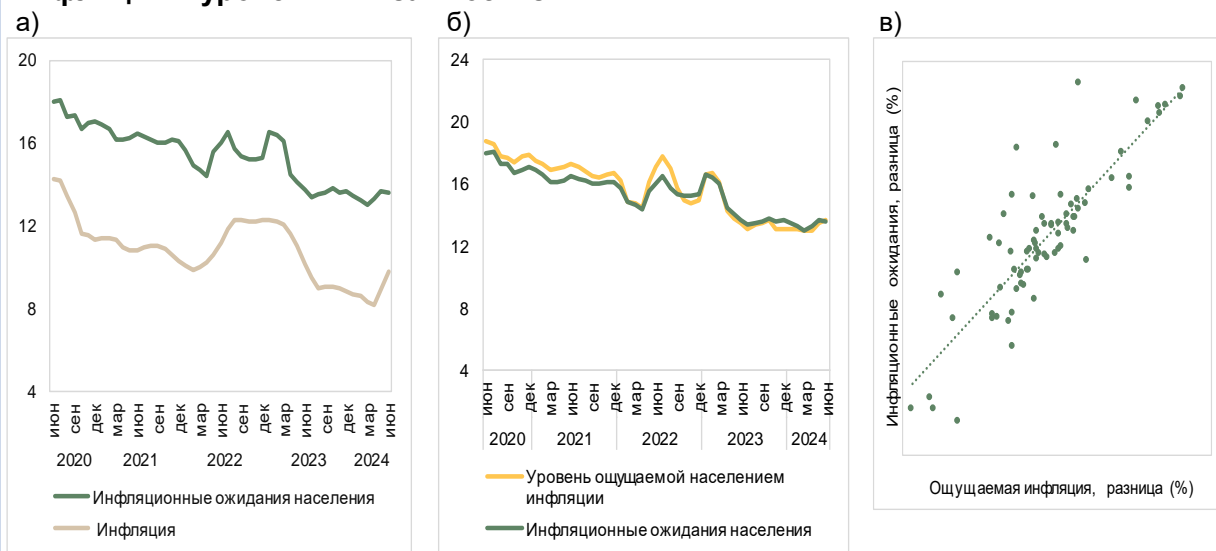 а)
б)
в)
20
16
12
8
4
июн
сен
дек
мар
июн
сен
дек
мар
июн
сен
дек
мар
июн
сен
дек
мар
июн
2020
2021
2022
2023
2024
Инфляционные ожидания населения
Инфляция
24
20
16
12
8
4
июн
сен
дек
мар
июн
сен
дек
мар
июн
сен
дек
мар
июн
сен
дек
мар
июн
2020
2021
2022
2023
2024
Уровень ощущаемой населением
инфляции
Инфляционные ожидания населения
Инфляционные ожидания, разница (%)
Ощущаемая инфляция, разница (%)